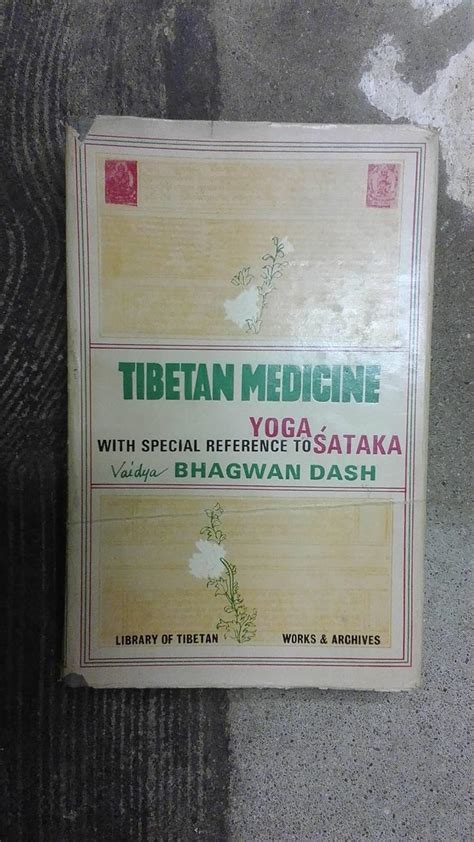 TIBETAN MEDICINE
YOGA
WITH SPECIAL REFERENCE TO ŚATAKA
Vaidya BHAGWAN DASH
LIBRARY OF TIBETAN WORKS & ARCHIVES